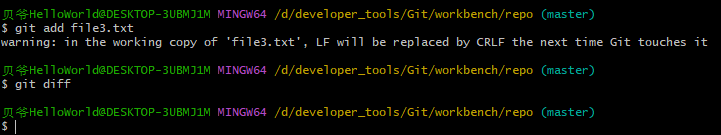 贝爷HelloWorld@DESKTOP-3UBMJ1M MINGW64 /d/developer_tools/Git/workbench/repo (master)
$ git add file3.txt
warning: in the working copy of 'file3.txt', LF will be replaced by CRLF the next time Git touches it
贝爷HelloWorld@DESKTOP-3UBMJ1M MINGW64 /d/developer_tools/Git/workbench/repo (master)
$ git diff
贝爷HelloWorld@DESKTOP-3UBMJ1M MINGW64 /d/developer_tools/Git/workbench/repo (master)
$